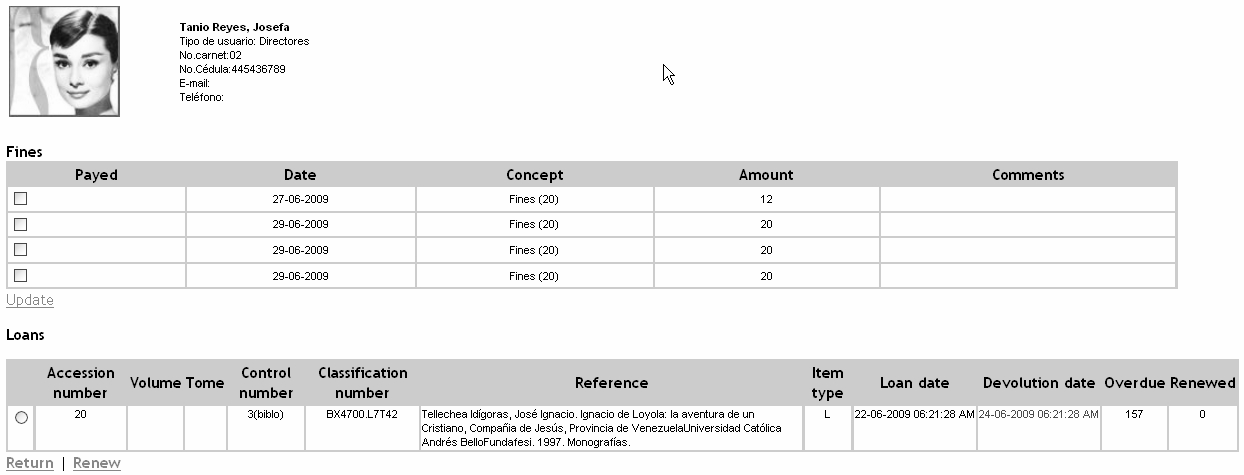 Tanio Reyes, Josefa
Tipo de usuario: Directores
No.carnet:02
No.Cédula:445436789
E-mail:
Teléfono:
Fines
Payed Date Concept Amount Comments
27-06-2009 Fines (20) 12
29-06-2009 Fines (20) 20
29-06-2009 Fines (20) 20
29-06-2009 Fines (20) 20
Update
Loans
Accession number Volume Tome Control number Classification number Reference Item type Loan date Devolution date Overdue Renewed
20 3(biblo) BX4700.L7T42 Tellechea Idígoras, José Ignacio. Ignacio de Loyola: la aventura de un L 22-06-2009 06:21:28 AM 24-06-2009 06:21:28 AM 157 0
Cristiano, Compañia de Jesús, Provincia de VenezuelaUniversidad Católica
Andrés BelloFundafesi. 1997. Monografías.
Return | Renew